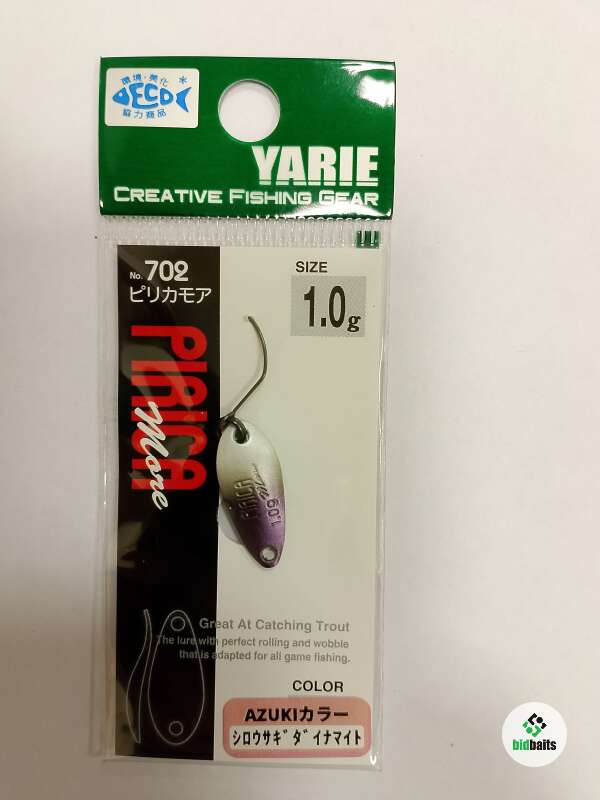 環境・美化
ECO
協力商品
YARIE
CREATIVE FISHING GEAR
No. 702
ピリカモア
SIZE
1.0g
PIRICA
More
PIRICA
More
1.0g
Great At Catching Trout
The lure with perfect rolling and wobble
that is adapted for all game fishing.
COLOR
AZUKIカラー
シロウサギダイナマイト
bidbaits